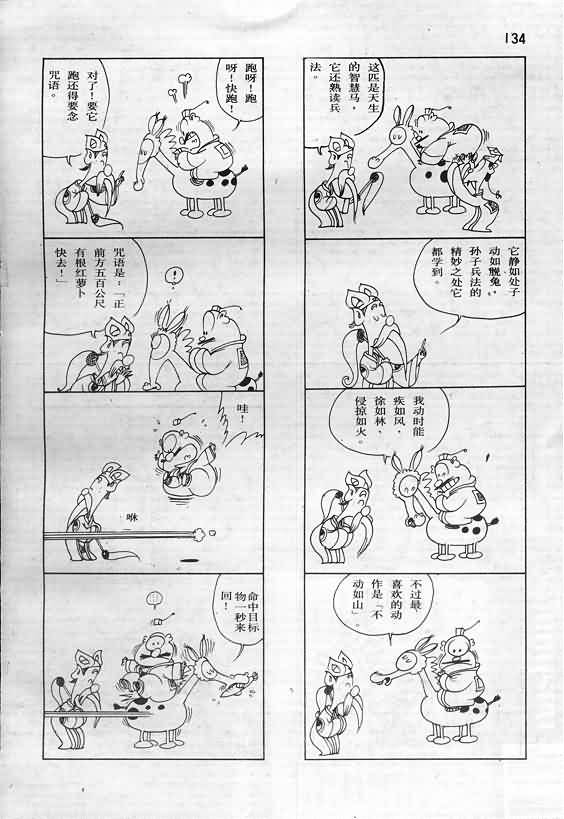 134
这匹是天生
的智慧马，
它还熟读兵
法。
它静如处子
动如脱兔，
孙子兵法的
精妙之处它
都学到。
我动时能
疾如风，
徐如林，
侵掠如火。
不过最
喜欢的动
作是「不
动如山」。
跑呀！跑
呀！快跑！
对了！要它
跑还得要念
咒语。
！
咒语是：「正
前方五百公尺
有根红萝卜
快去！」
哇！
咻
命中目标
物一秒来
回！